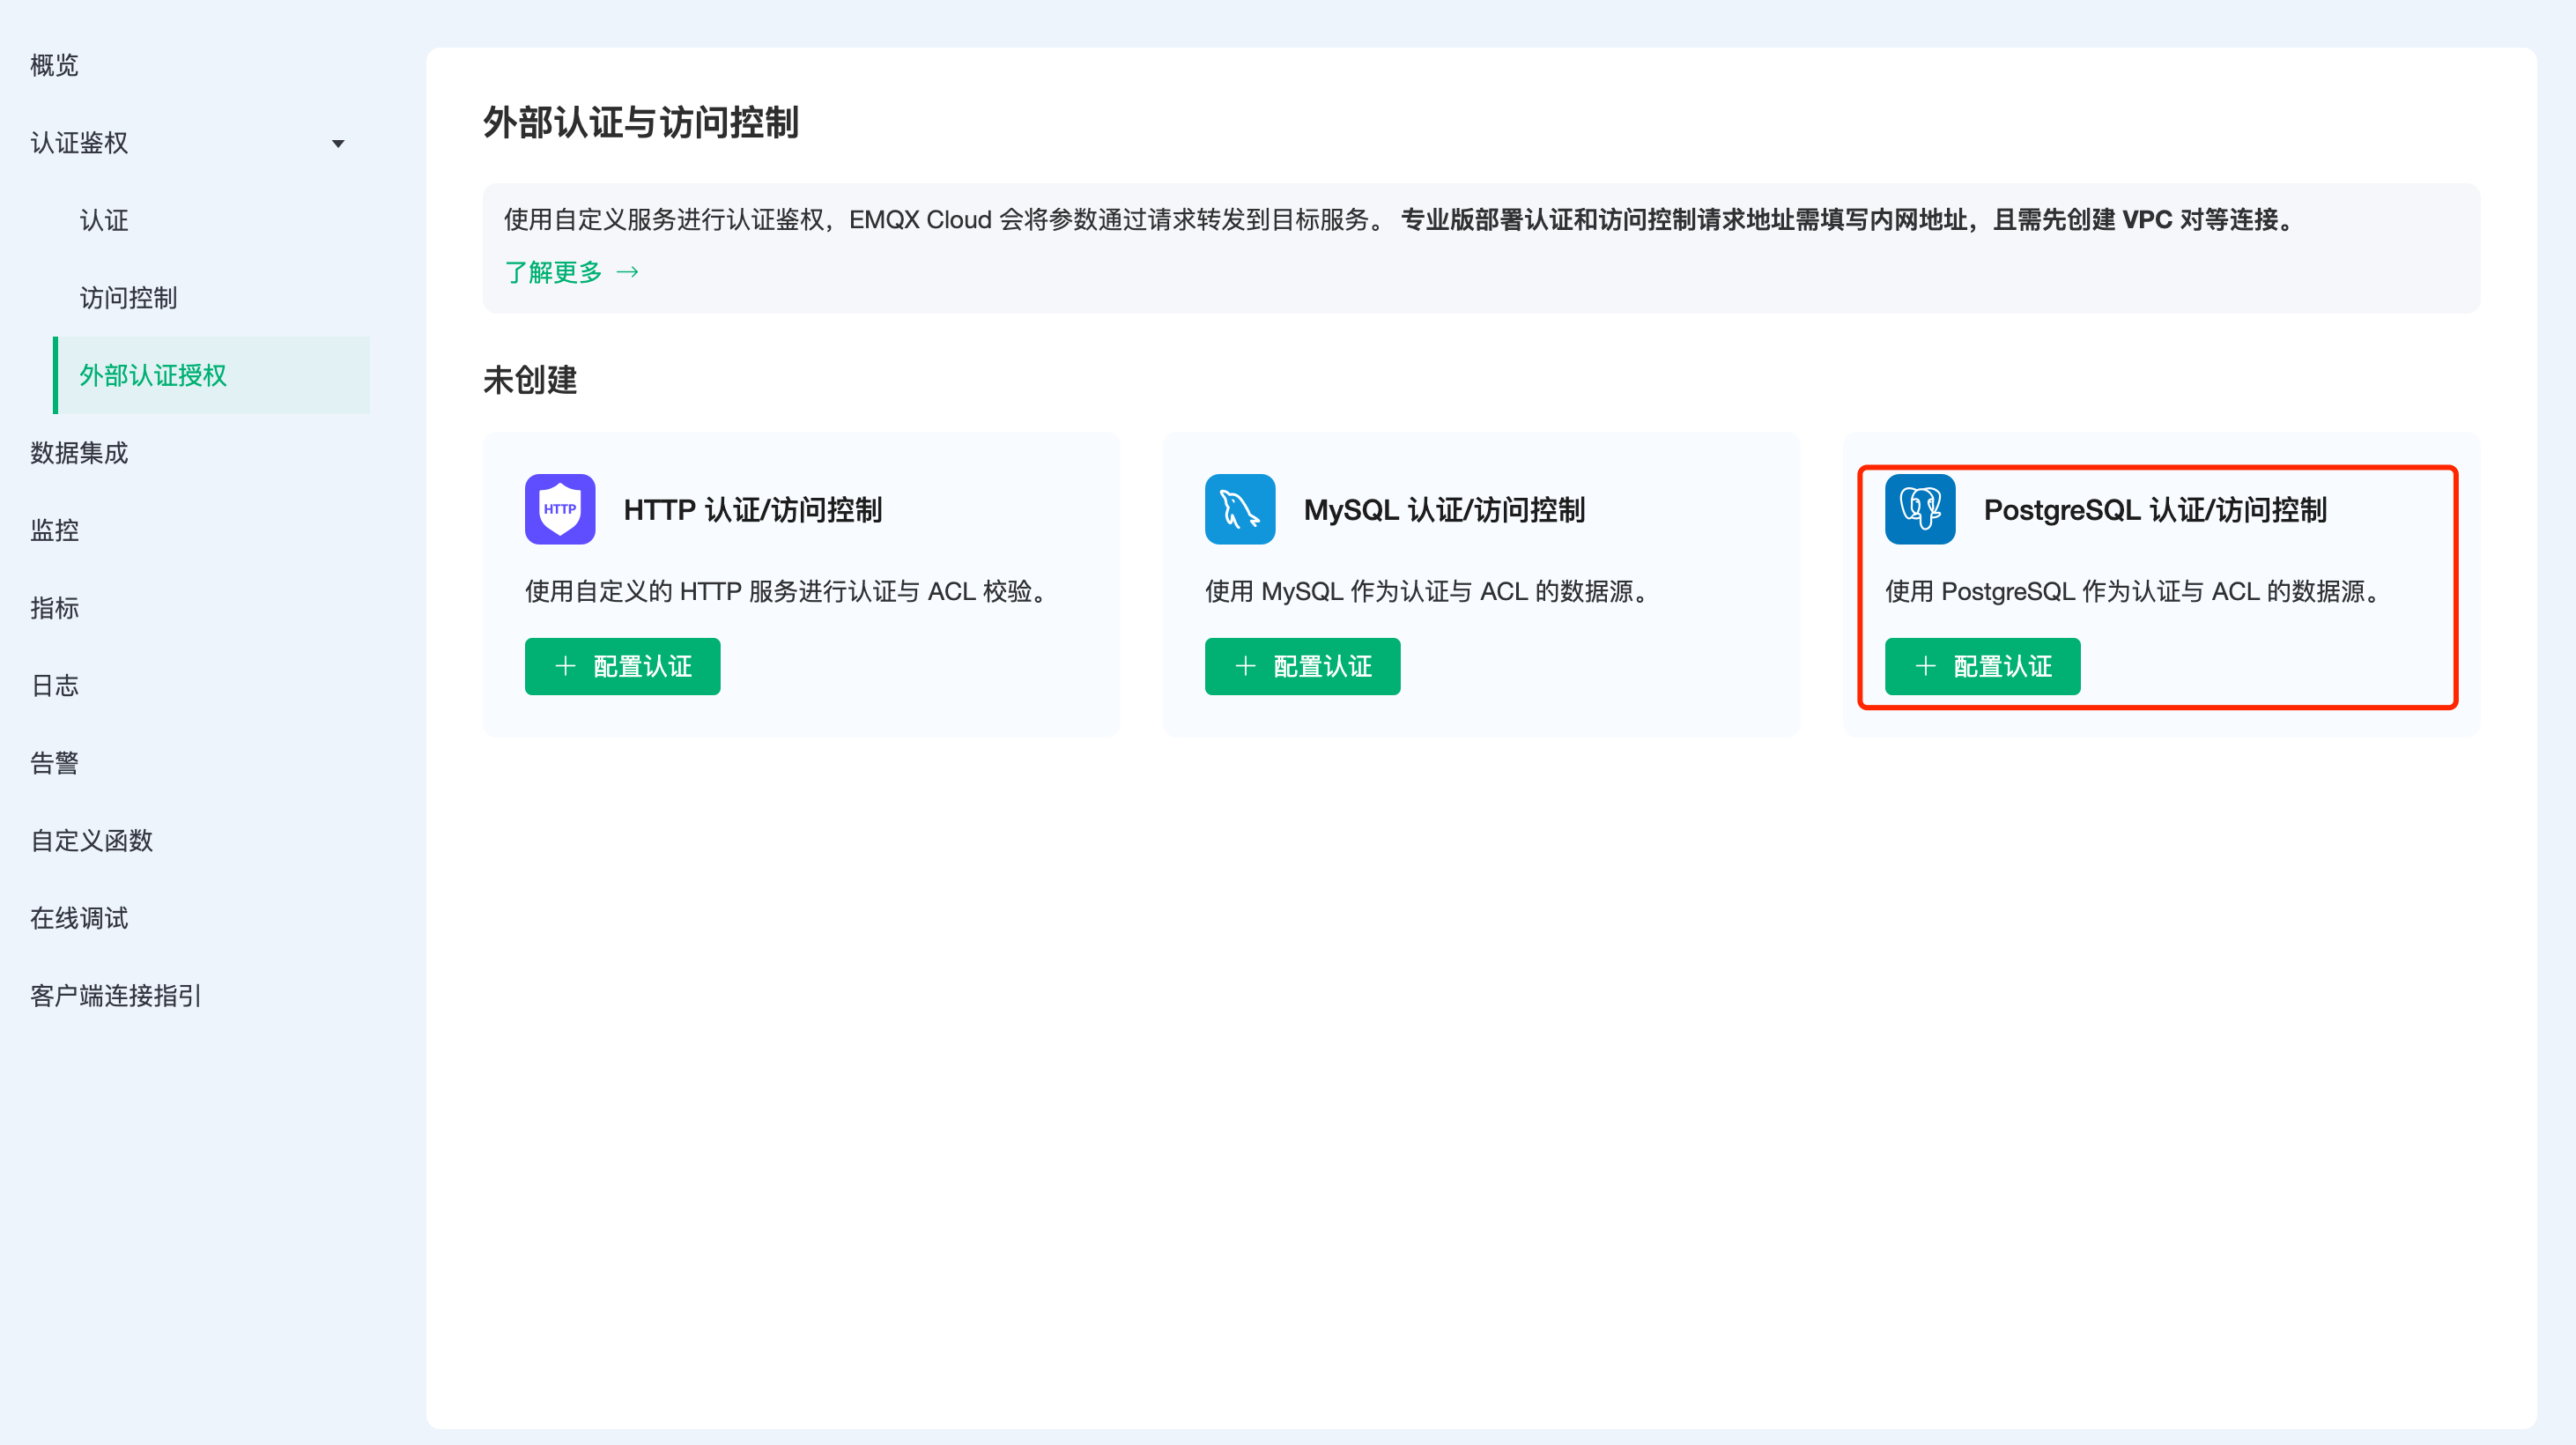 概览
认证鉴权
认证
访问控制
外部认证授权
数据集成
监控
指标
日志
告警
自定义函数
在线调试
客户端连接指引
外部认证与访问控制
使用自定义服务进行认证鉴权，EMQX Cloud 会将参数通过请求转发到目标服务。 专业版部署认证和访问控制请求地址需填写内网地址，且需先创建 VPC 对等连接。
了解更多 →
未创建
HTTP
HTTP 认证/访问控制
使用自定义的 HTTP 服务进行认证与 ACL 校验。
+ 配置认证
MySQL 认证/访问控制
使用 MySQL 作为认证与 ACL 的数据源。
+ 配置认证
PostgreSQL 认证/访问控制
使用 PostgreSQL 作为认证与 ACL 的数据源。
+ 配置认证